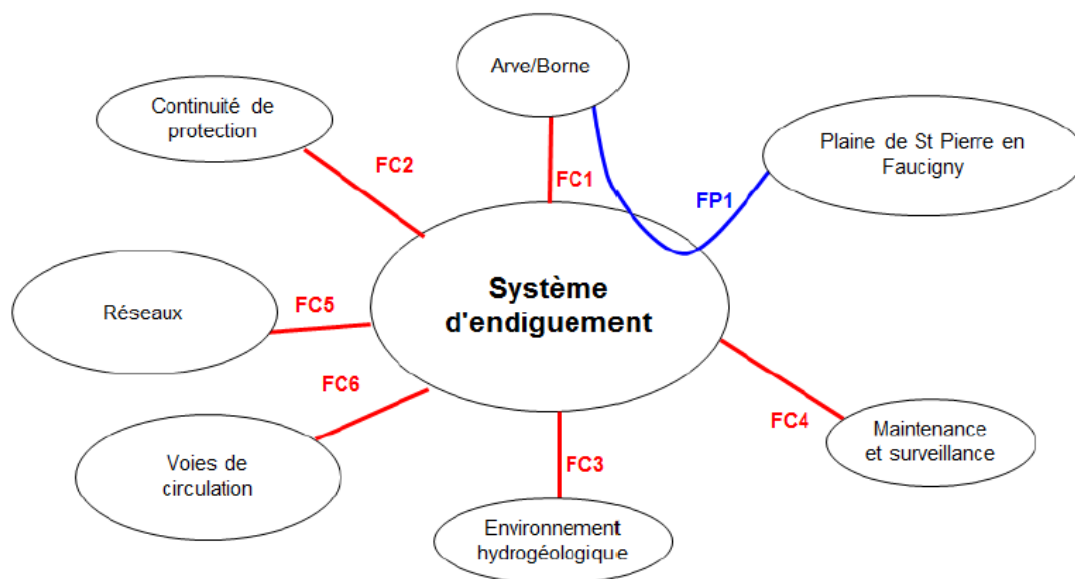 Arve/Borne
Continuité de
protection
Plaine de St Pierre en
Faucigny
FC2
FC1
FP1
Système
d'endiguement
Réseaux
FC5
FC6
FC4
Voies de
circulation
FC3
Maintenance
et surveillance
Environnement
hydrogéologique